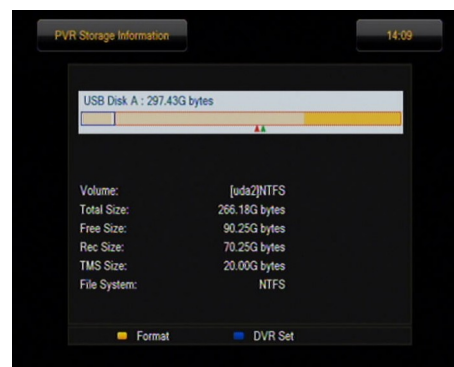 PVR Storage Information 14:09
USB Disk A : 297.43G bytes
Volume: [uda2]NTFS
Total Size: 266.18G bytes
Free Size: 90.25G bytes
Rec Size: 70.25G bytes
TMS Size: 20.00G bytes
File System: NTFS
Format DVR Set